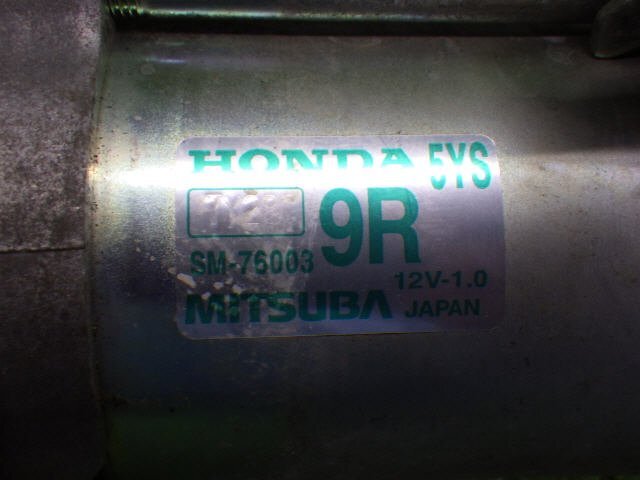 HONDA 5YS
9R
SM-76003
12V-1.0
MITSUBA JAPAN